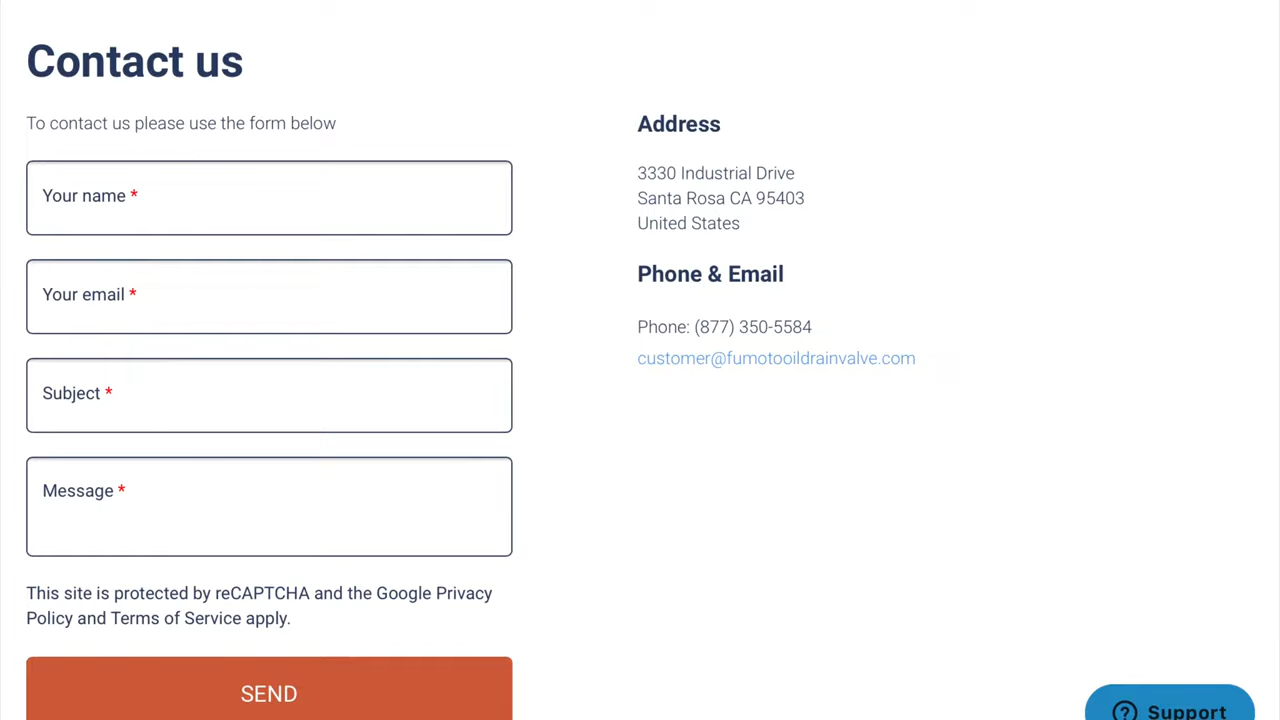 Contact us
To contact us please use the form below
Your name *
Your email *
Subject *
Message *
This site is protected by reCAPTCHA and the Google Privacy
Policy and Terms of Service apply.
SEND
Address
3330 Industrial Drive
Santa Rosa CA 95403
United States
Phone & Email
Phone: (877) 350-5584
customer@fumotooildrainvalve.com
Support